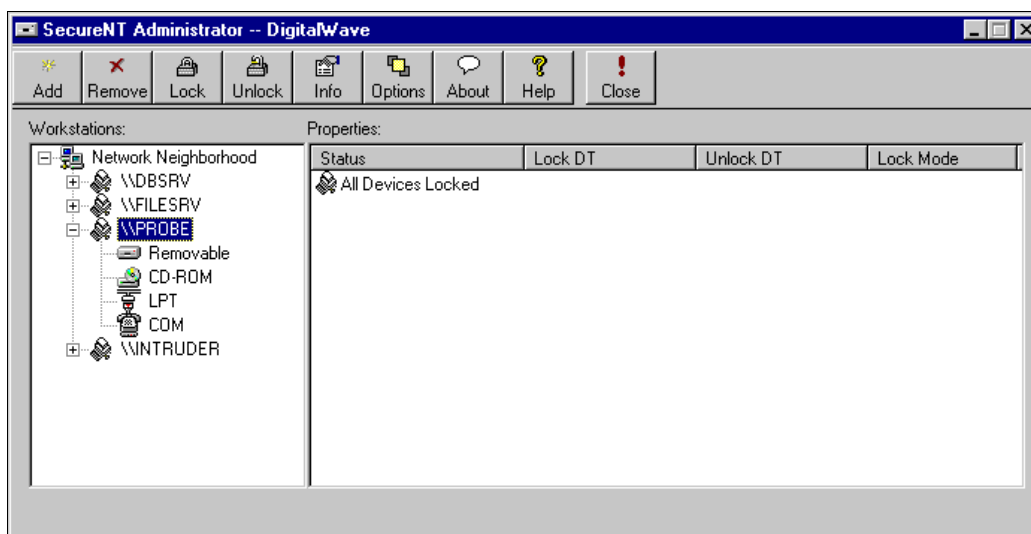 SecureNT Administrator -- DigitalWave
Add Remove Lock Unlock Info Options About Help Close
Workstations: Properties:
Network Neighborhood
\\DBSRV
\\FILESRV
\\PROBE
Removable
CD-ROM
LPT
COM
\\INTRUDER
Status Lock DT Unlock DT Lock Mode
All Devices Locked